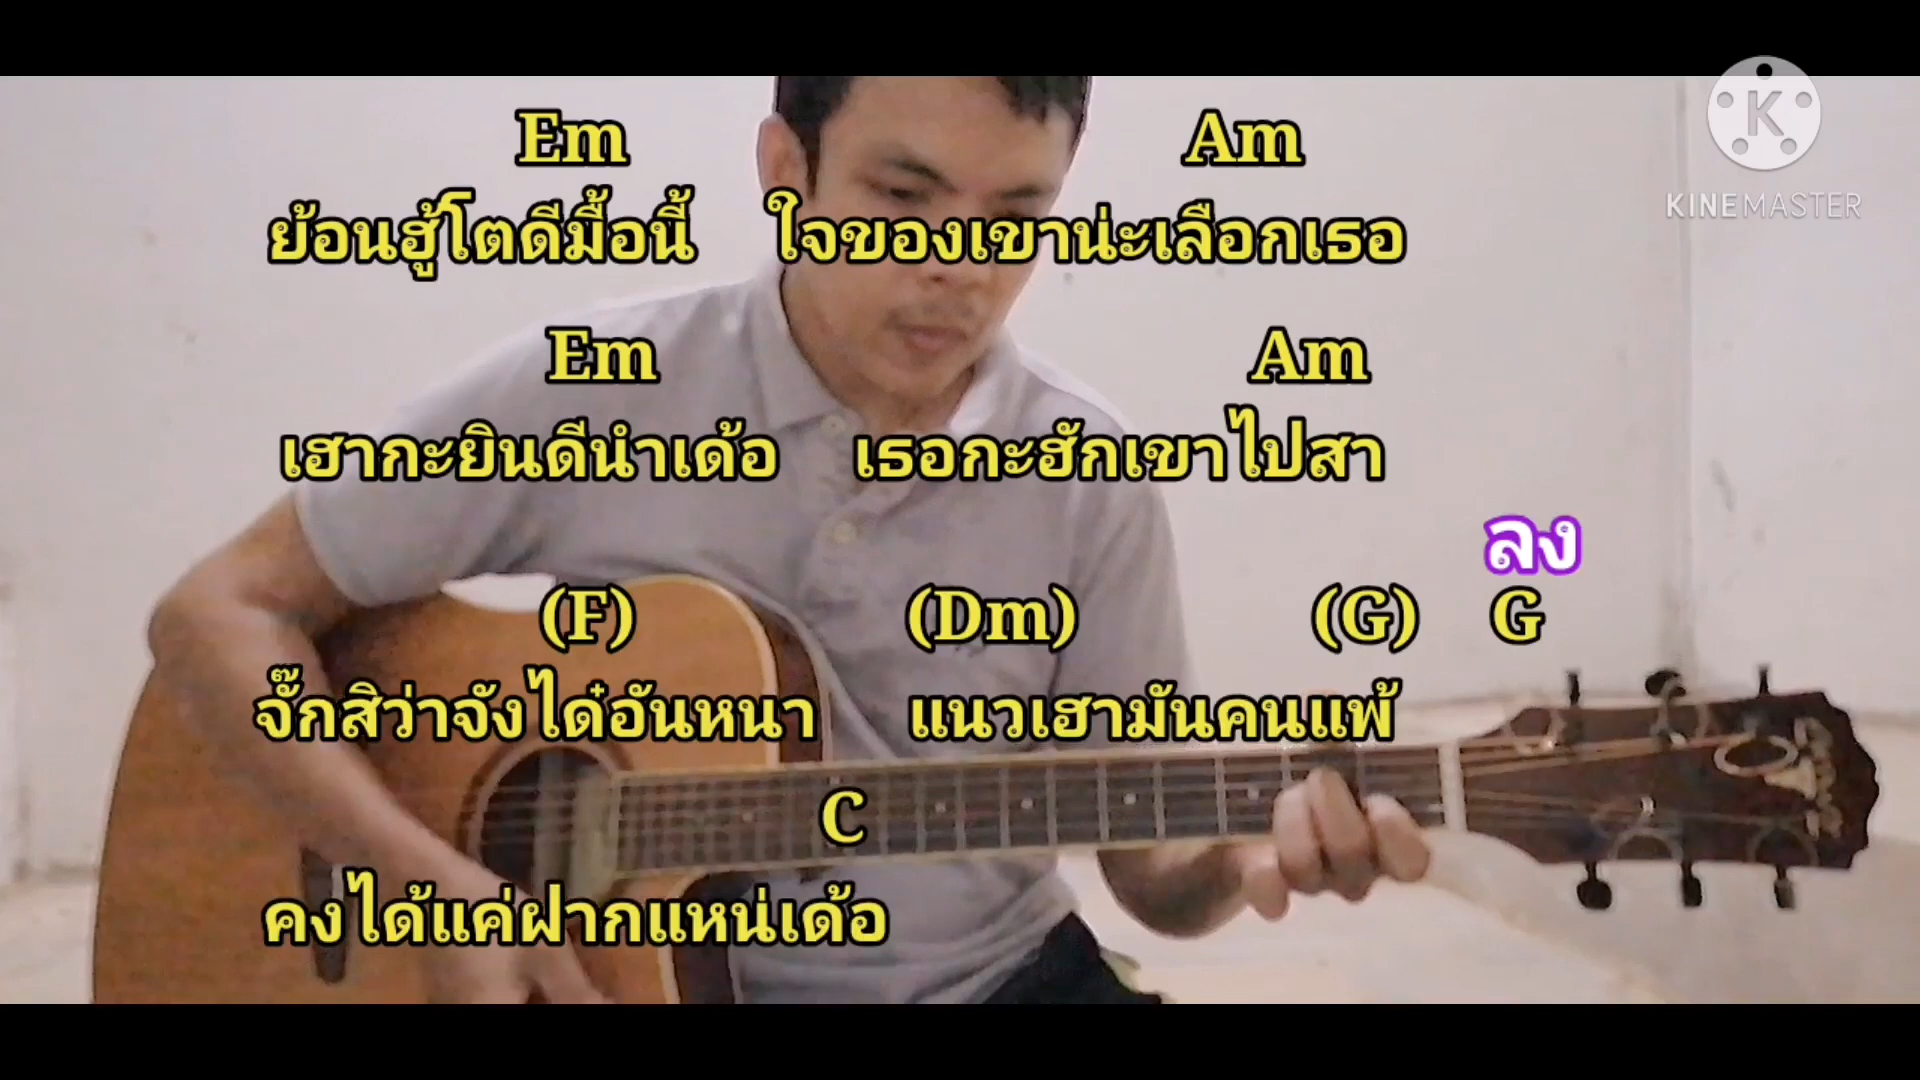 Em Am
ย้อนฮู้โตดีมื้อนี้ ใจของเขาน่ะเลือกเธอ
KINEMASTER
Em Am
เฮากะยินดีนำเด้อ เธอกะฮักเขาไปสา
ลง
(F) (Dm) (G) G
จั๊กสิว่าจังได๋อันหนา แนวเฮามันคนแพ้
C
คงได้แค่ฝากแหน่เด้อ